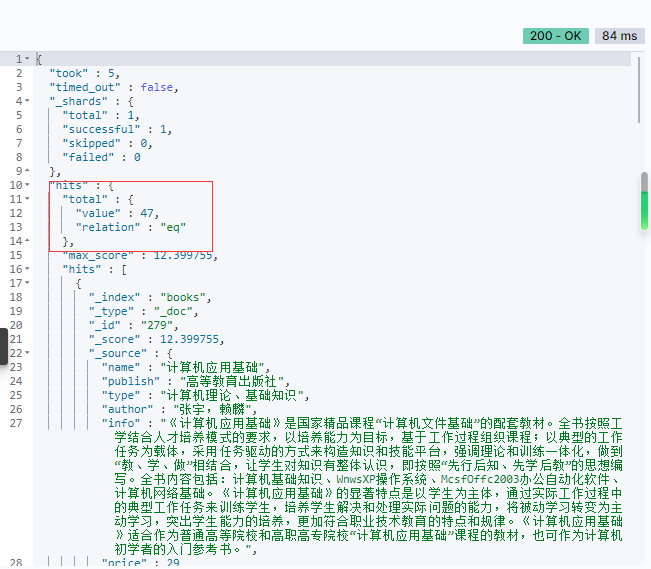 200 - OK 84 ms
1 {
2 "took" : 5,
3 "timed_out" : false,
4 "_shards" : {
5 "total" : 1,
6 "successful" : 1,
7 "skipped" : 0,
8 "failed" : 0
9 },
10 "hits" : {
11 "total" : {
12 "value" : 47,
13 "relation" : "eq"
14 },
15 "max_score" : 12.399755,
16 "hits" : [
17 {
18 "_index" : "books",
19 "_type" : "_doc",
20 "_id" : "279",
21 "_score" : 12.399755,
22 "_source" : {
23 "name" : "计算机应用基础",
24 "publish" : "高等教育出版社",
25 "type" : "计算机理论、基础知识",
26 "author" : "张宇，赖麟",
27 "info" : "《计算机应用基础》是国家精品课程“计算机文件基础”的配套教材。全书按照工
学结合人才培养模式的要求，以培养能力为目标，基于工作过程组织课程；以典型的工作
任务为载体，采用任务驱动的方式来构造知识和技能平台，强调理论和训练一体化，做到
“教、学、做”相结合，让学生对知识有整体认识，即按照“先行后知、先学后教”的思想编
写。全书内容包括：计算机基础知识、WnwsXP操作系统、McsfOffc2003办公自动化软件、
计算机网络基础。《计算机应用基础》的显著特点是以学生为主体，通过实际工作过程中
的典型工作任务来训练学生，培养学生解决和处理实际问题的能力，将被动学习转变为主
动学习，突出学生能力的培养，更加符合职业技术教育的特点和规律。《计算机应用基础
》适合作为普通高等院校和高职高专院校“计算机应用基础”课程的教材，也可作为计算机
初学者的入门参考书。",
28 "price" : 29